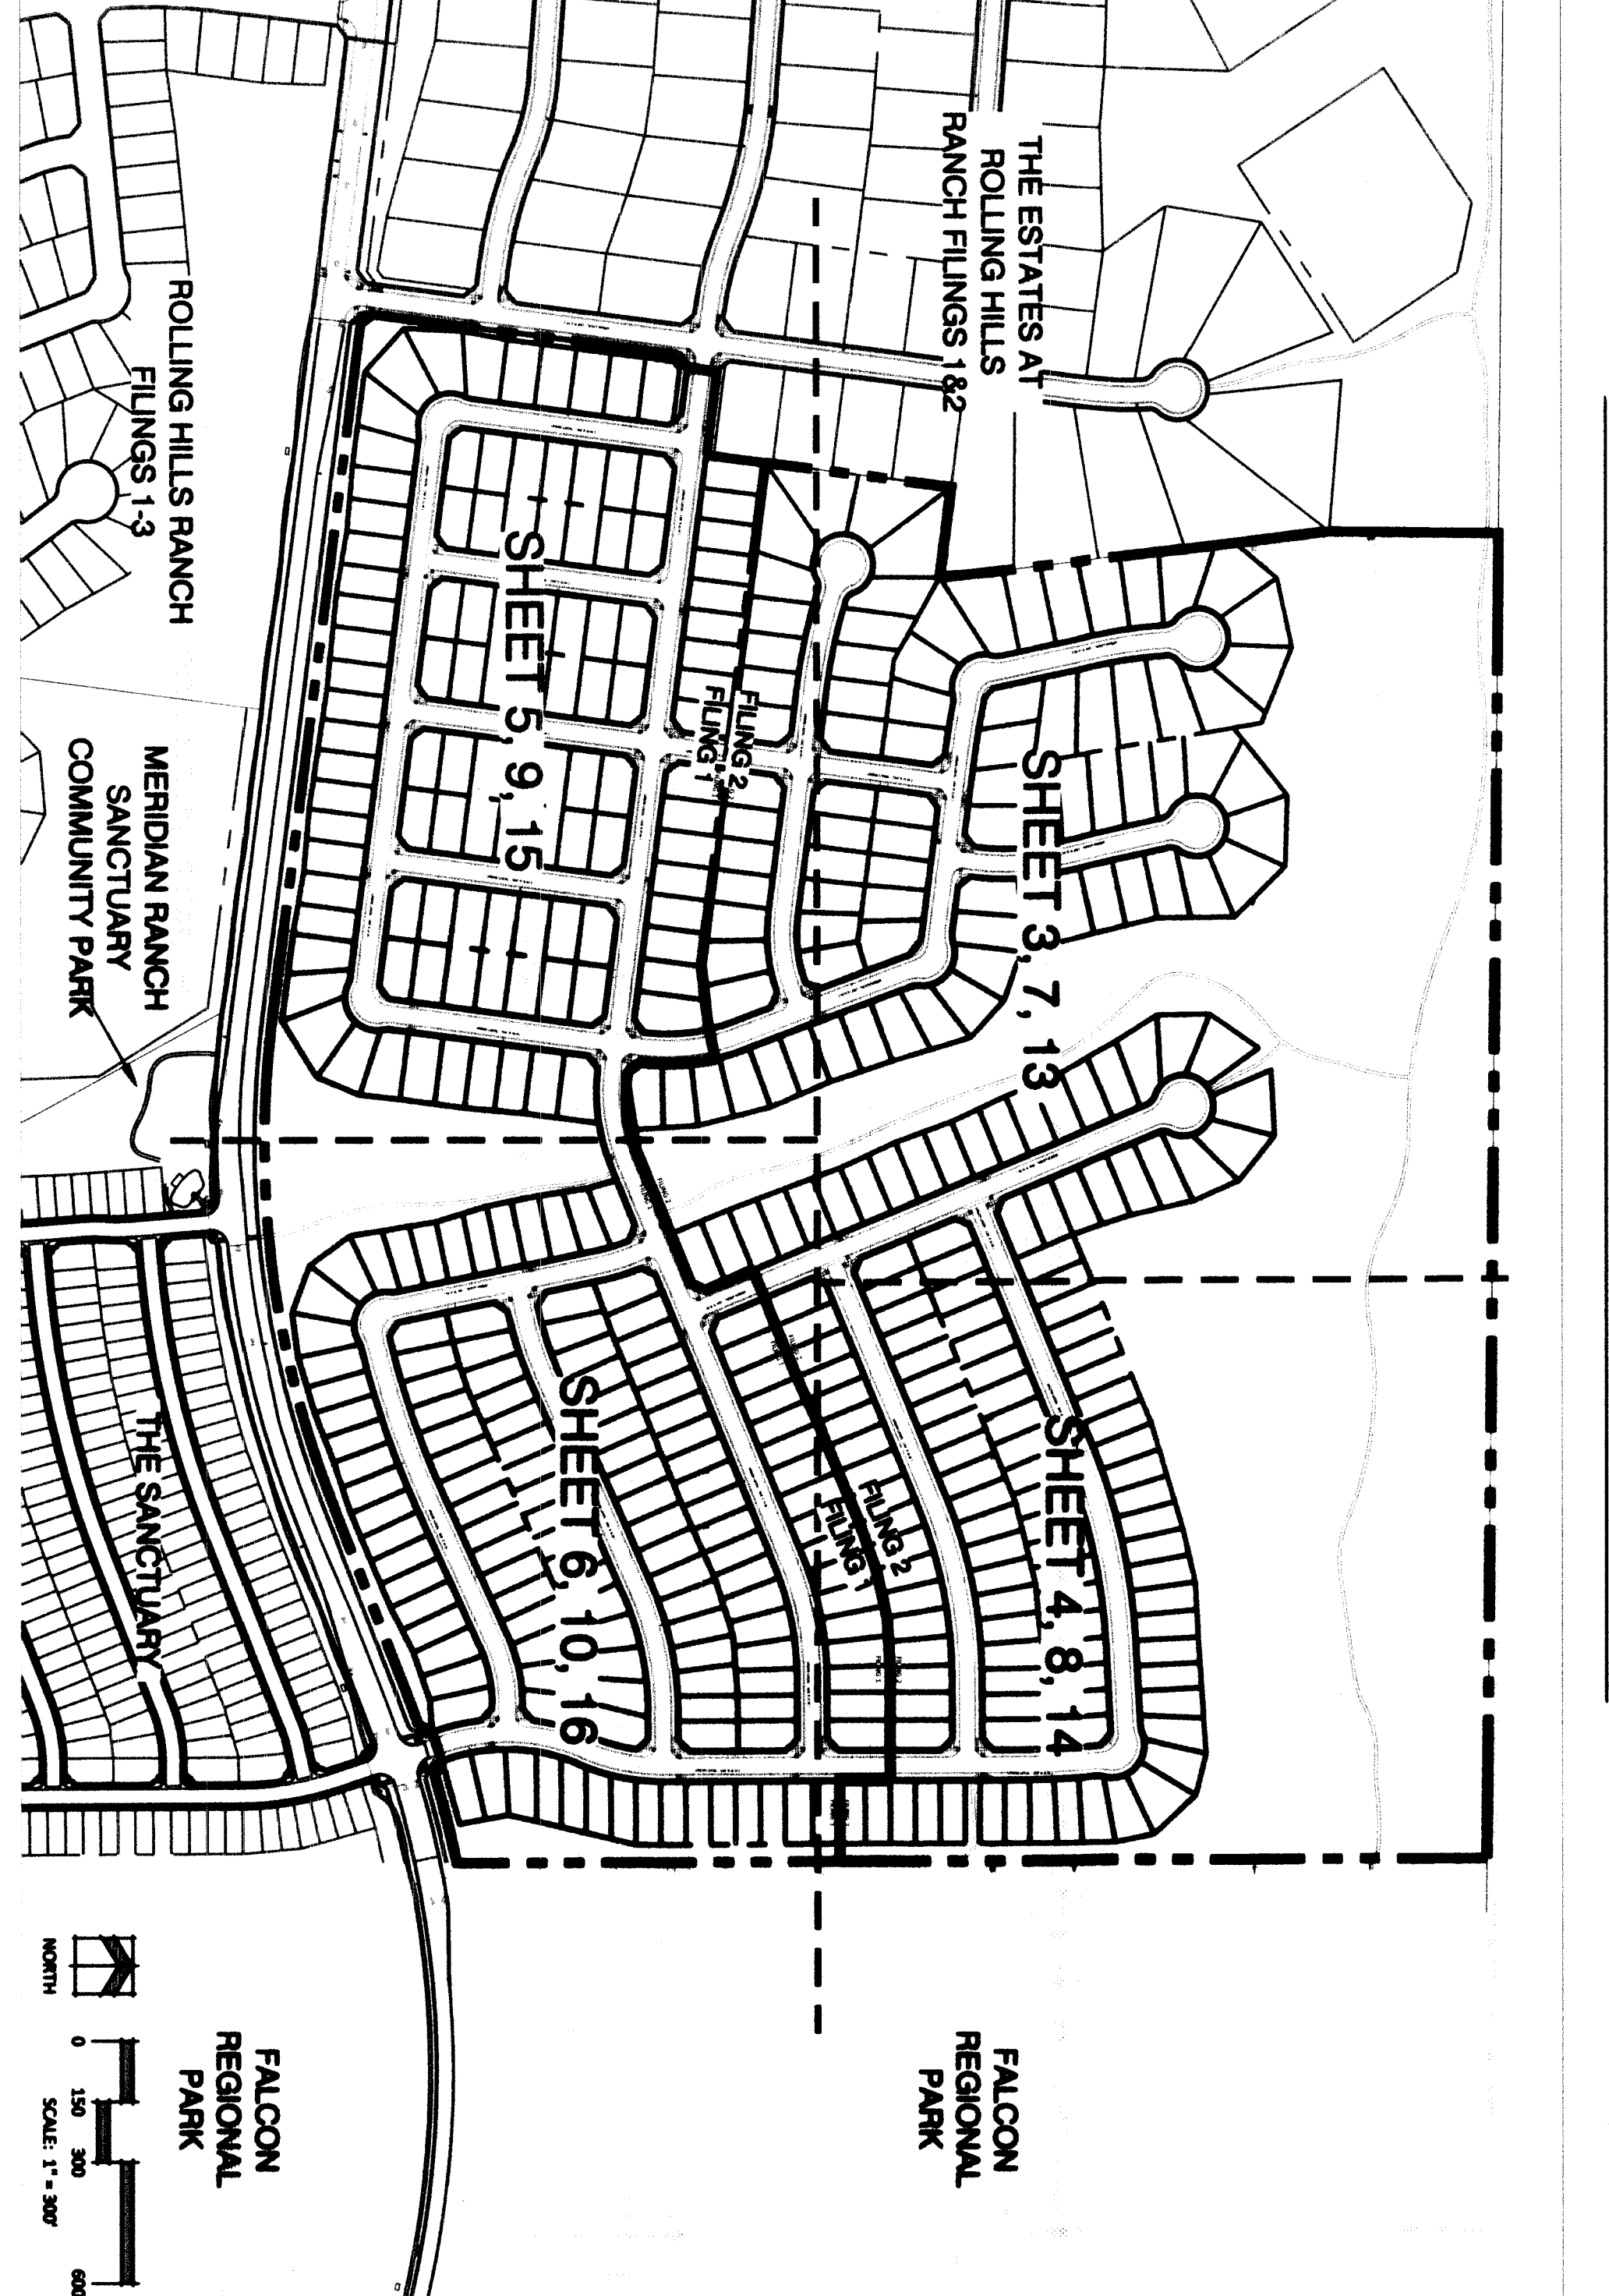 THE ESTATES AT
ROLLING HILLS
RANCH FILINGS 1&2
SHEET 3, 7, 13
SHEET 4, 8, 14
FALCON
REGIONAL
PARK
FILING 2
FILING 1
FILING 2
FILING 1
SHEET 5, 9, 15
SHEET 6, 10, 16
ROLLING HILLS RANCH
FILINGS 1-3
MERIDIAN RANCH
SANCTUARY
COMMUNITY PARK
THE SANCTUARY
FALCON
REGIONAL
PARK
NORTH
0 150 300 600
SCALE: 1" = 300'